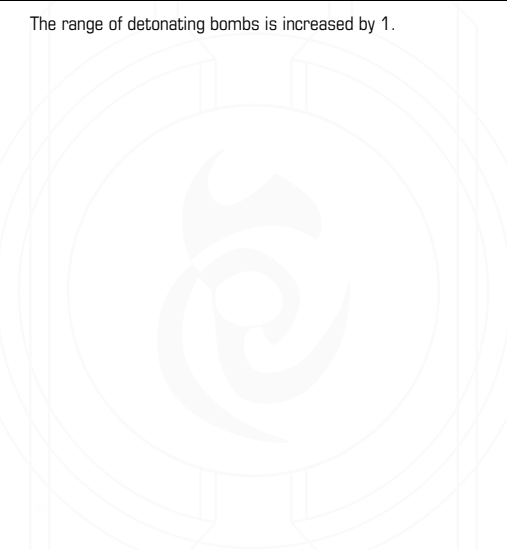 The range of detonating bombs is increased by 1.